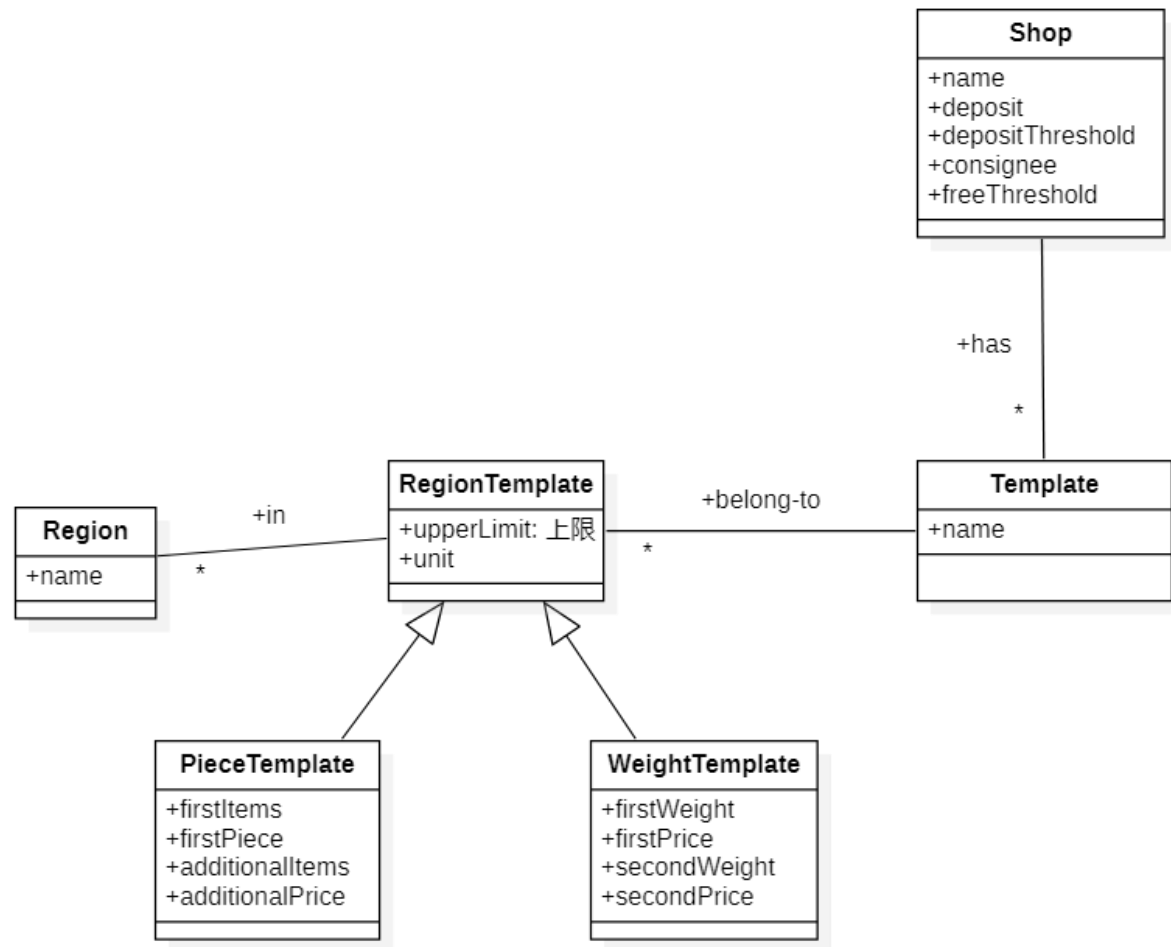 Shop
+name
+deposit
+depositThreshold
+consignee
+freeThreshold
+has
*
Region
+name
+in
*
RegionTemplate
+upperLimit: 上限
+unit
+belong-to
*
Template
+name
PieceTemplate
+firstItems
+firstPiece
+additionalItems
+additionalPrice
WeightTemplate
+firstWeight
+firstPrice
+secondWeight
+secondPrice